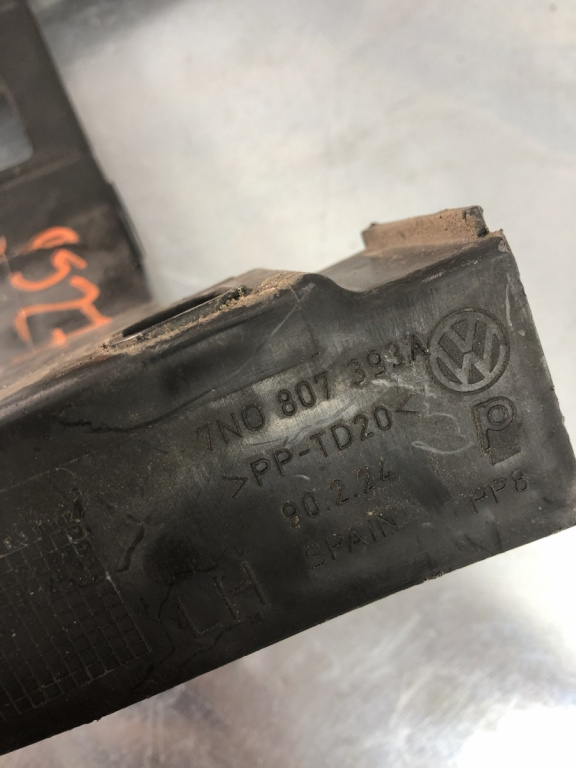 7N0 807 393A
>PP-TD20<
90.2.24
SPAIN
PP8
LH